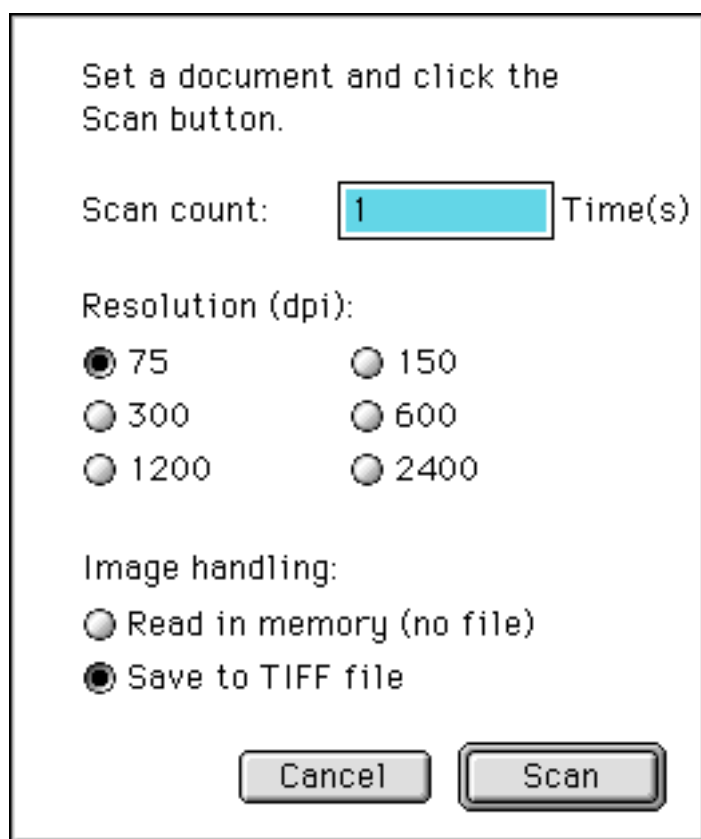 Set a document and click the
Scan button.
Scan count: 1 Time(s)
Resolution (dpi):
75 150
300 600
1200 2400
Image handling:
Read in memory (no file)
Save to TIFF file
Cancel Scan